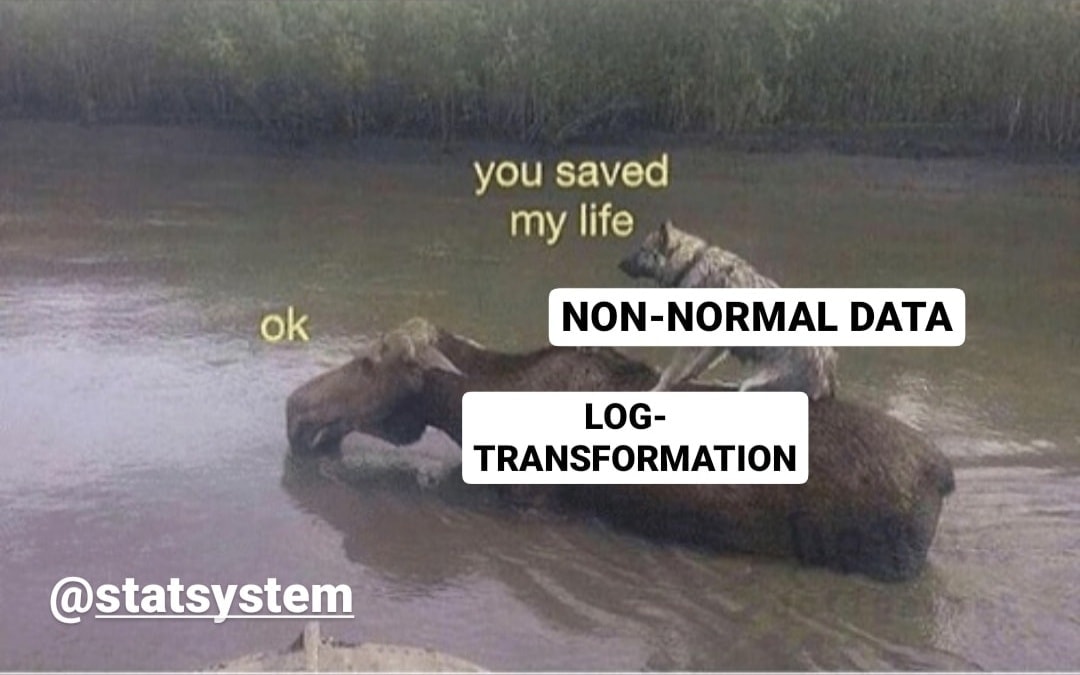 you saved
my life
NON-NORMAL DATA
ok
LOG-
TRANSFORMATION
@statsystem